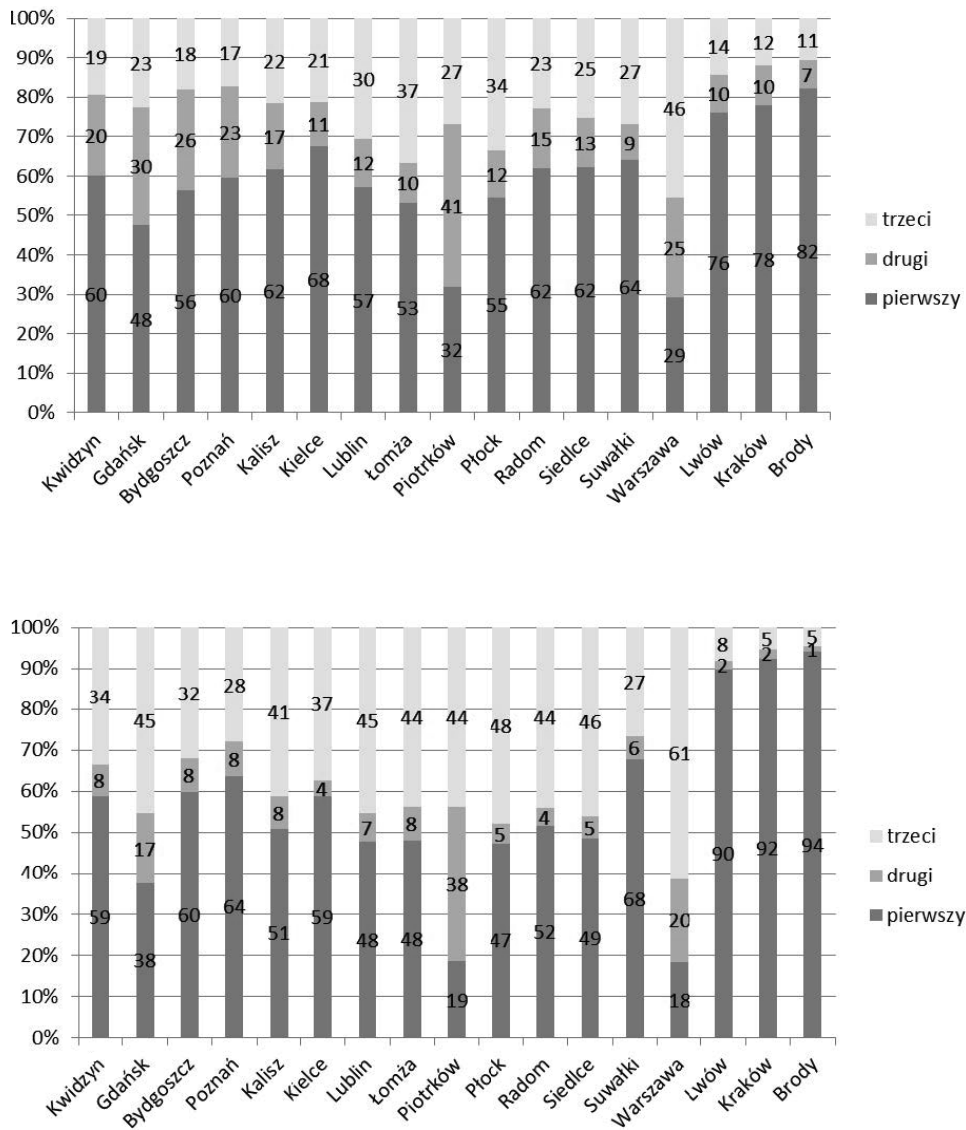 100%
90%
80%
70%
60%
50%
40%
30%
20%
10%
0%
19 23 18 17 22 21 30 37 27 34 23 25 27 46 14 12 11
20 30 26 23 17 11 12 10 41 12 15 13 9 25 10 10 7
60 48 56 60 62 68 57 53 32 55 62 62 64 29 76 78 82
Kwidzyn
Gdańsk
Bydgoszcz
Poznań
Kalisz
Kielce
Lublin
Łomża
Piotrków
Płock
Radom
Siedlce
Suwałki
Warszawa
Lwów
Kraków
Brody
trzeci
drugi
pierwszy
100%
90%
80%
70%
60%
50%
40%
30%
20%
10%
0%
34 45 32 28 41 37 45 44 44 48 44 46 27 61 8 5 5
8 17 8 8 8 4 7 8 38 5 4 5 6 20 2 2 1
59 38 60 64 51 59 48 48 19 47 52 49 68 18 90 92 94
Kwidzyn
Gdańsk
Bydgoszcz
Poznań
Kalisz
Kielce
Lublin
Łomża
Piotrków
Płock
Radom
Siedlce
Suwałki
Warszawa
Lwów
Kraków
Brody
trzeci
drugi
pierwszy